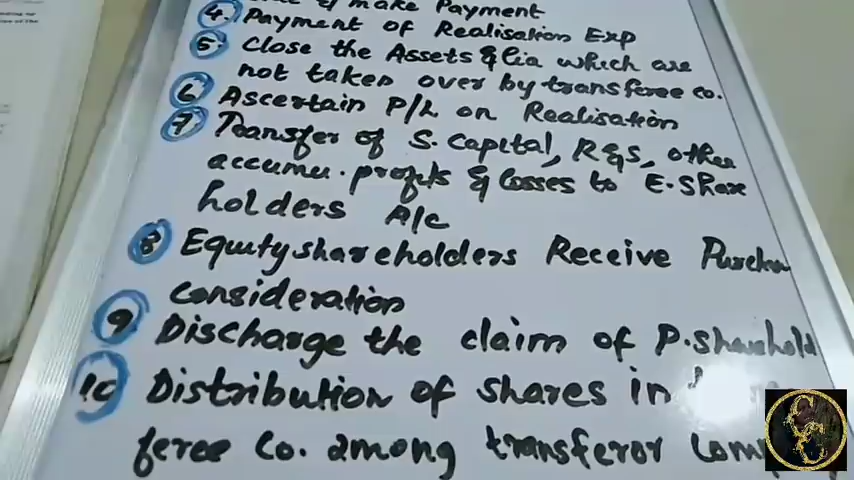 make Payment
4. Payment of Realisation Exp
5. Close the Assets & lia which are
not taken over by transferee co.
6 Ascertain P/L on Realisation
7 Transfer of S. Capital, R&S, other
accumu. profits & losses to E. Share
holders A/c
8 Equity shareholders Receive Purchas
consideration
9 Discharge the claim of P. sharehold
10 Distribution of shares in
feree Co. among transferor Comp